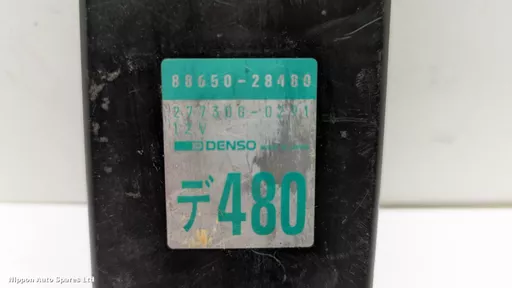 88650-28480
12V
DENSO
デ480
Nippon Auto Spares Ltd